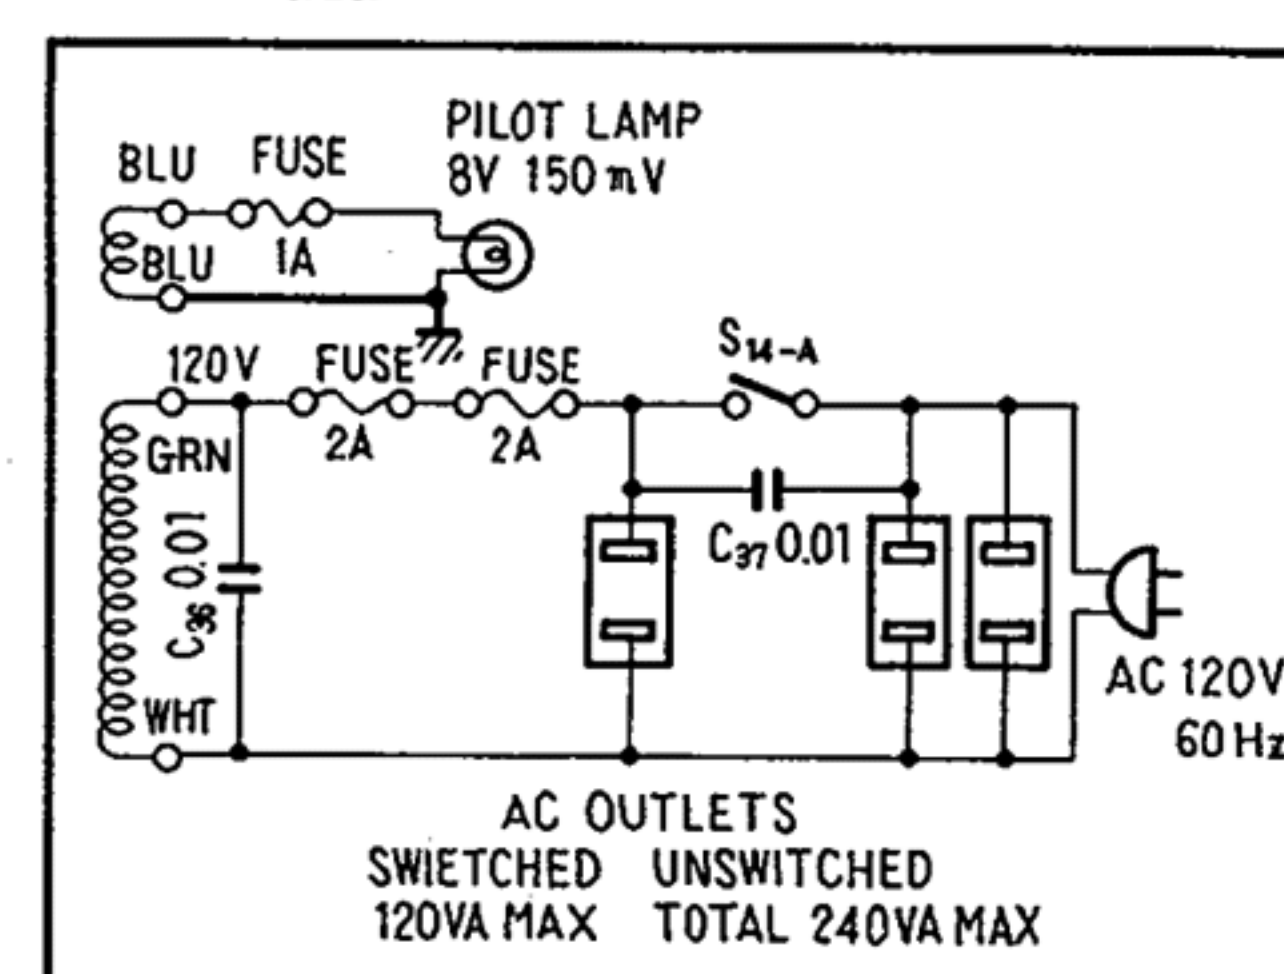 PILOT LAMP
8V 150mV
BLU
FUSE
1A
BLU
120V
FUSE
FUSE
2A
2A
S14-A
GRN
C36 0.01
C37 0.01
WHT
AC 120V
60Hz
AC OUTLETS
SWIETCHED UNSWITCHED
120VA MAX TOTAL 240VA MAX